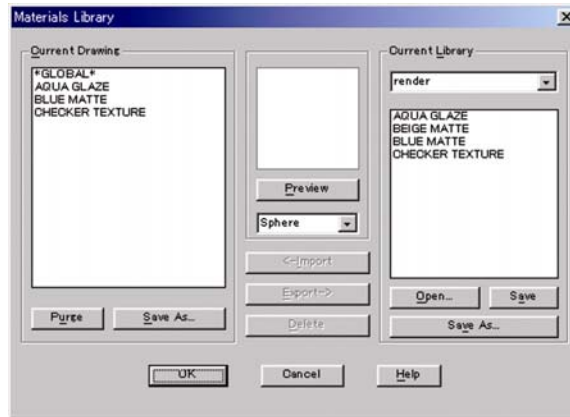 Materials Library
Current Drawing
*GLOBAL*
AQUA GLAZE
BLUE MATTE
CHECKER TEXTURE
Purge
Save As...
Preview
Sphere
<-Import
Export->
Delete
Current Library
render
AQUA GLAZE
BEIGE MATTE
BLUE MATTE
CHECKER TEXTURE
Open...
Save
Save As...
OK
Cancel
Help